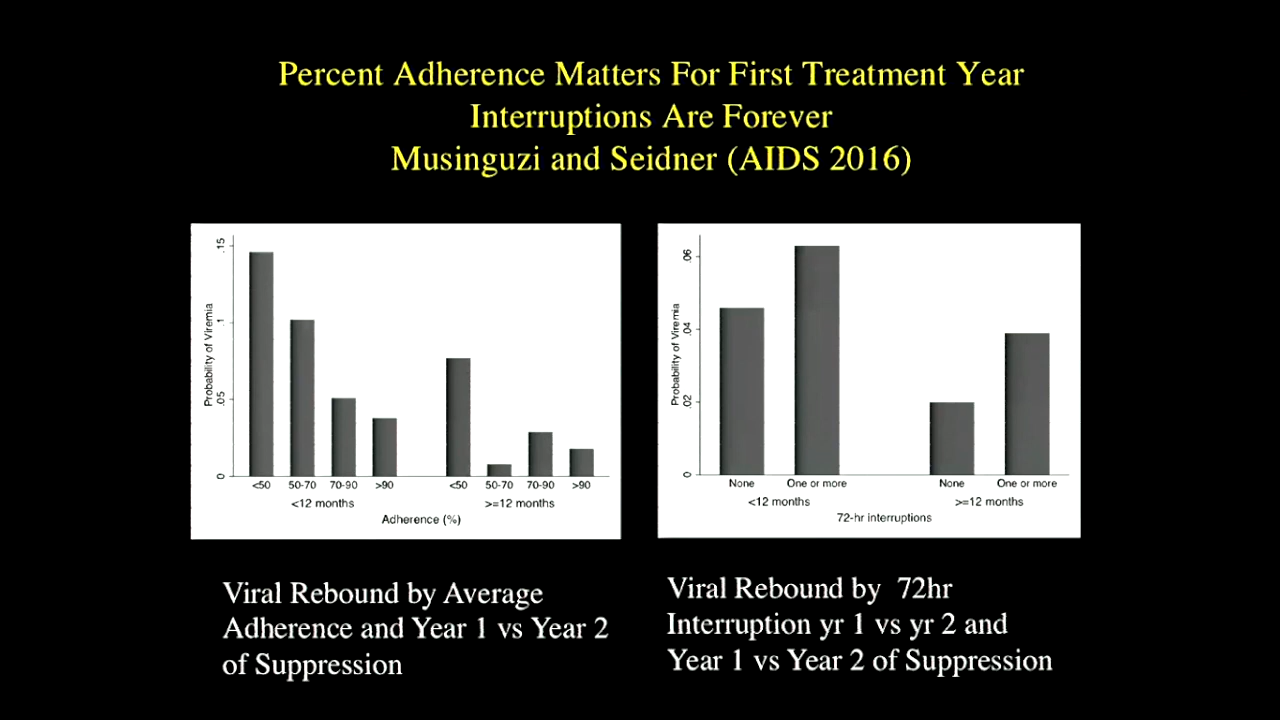 Percent Adherence Matters For First Treatment Year
Interruptions Are Forever
Musinguzi and Seidner (AIDS 2016)
Probability of Viremia
.15
.1
.05
0
<50 50-70 70-90 >90 <50 50-70 70-90 >90
<12 months >=12 months
Adherence (%)
Probability of Viremia
.06
.04
.02
0
None One or more None One or more
<12 months >=12 months
72-hr interruptions
Viral Rebound by Average
Adherence and Year 1 vs Year 2
of Suppression
Viral Rebound by 72hr
Interruption yr 1 vs yr 2 and
Year 1 vs Year 2 of Suppression